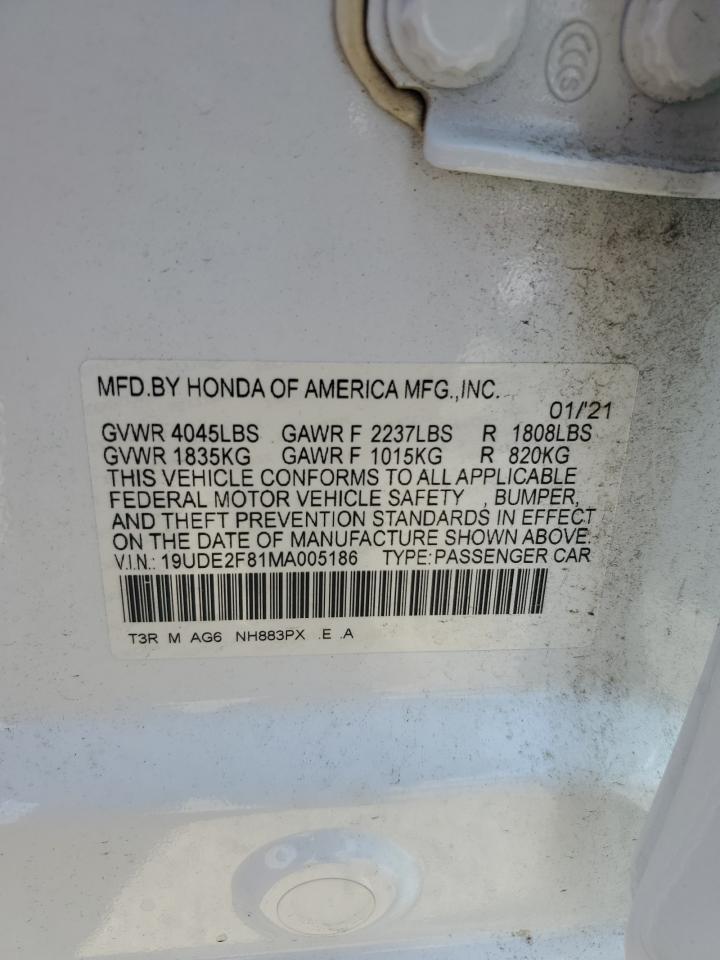 MFD.BY HONDA OF AMERICA MFG.,INC.
01/'21
GVWR 4045LBS GAWR F 2237LBS R 1808LBS
GVWR 1835KG GAWR F 1015KG R 820KG
THIS VEHICLE CONFORMS TO ALL APPLICABLE
FEDERAL MOTOR VEHICLE SAFETY , BUMPER,
AND THEFT PREVENTION STANDARDS IN EFFECT
ON THE DATE OF MANUFACTURE SHOWN ABOVE.
V.I.N.: 19UDE2F81MA005186 TYPE:PASSENGER CAR
T3R M AG6 NH883PX .E .A